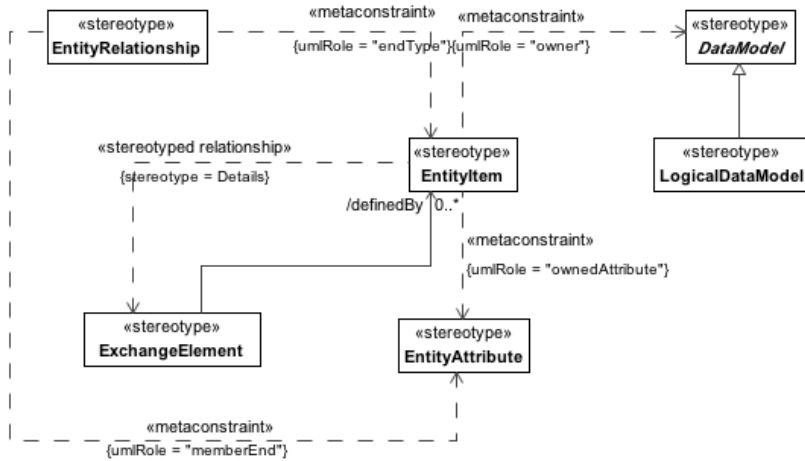 «metaconstraint»
«metaconstraint»
«stereotype»
EntityRelationship
{umlRole = "endType"}
{umlRole = "owner"}
«stereotype»
DataModel
«stereotyped relationship»
{stereotype = Details}
«stereotype»
EntityItem
«stereotype»
LogicalDataModel
/definedBy
0..*
«metaconstraint»
{umlRole = "ownedAttribute"}
«stereotype»
ExchangeElement
«stereotype»
EntityAttribute
«metaconstraint»
{umlRole = "memberEnd"}